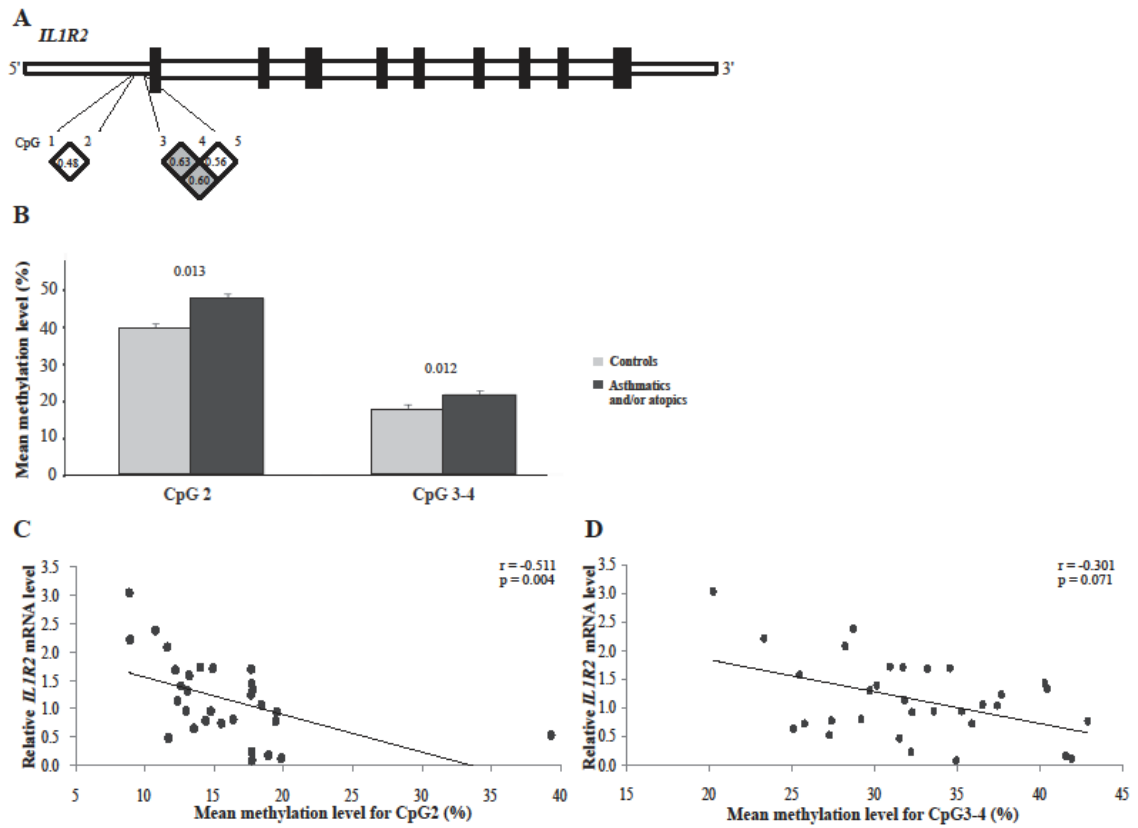 A
IL1R2
5' 3'
CpG 1 2 3 4 5
0.48 0.63 0.56
0.60
B
Mean methylation level (%)
50
40
30
20
10
0
0.013
0.012
CpG 2 CpG 3-4
Controls
Asthmatics
and/or atopics
C
Relative IL1R2 mRNA level
3.5
3.0
2.5
2.0
1.5
1.0
0.5
0.0
r = -0.511
p = 0.004
5 10 15 20 25 30 35 40
Mean methylation level for CpG2 (%)
D
Relative IL1R2 mRNA level
3.5
3.0
2.5
2.0
1.5
1.0
0.5
0.0
r = -0.301
p = 0.071
15 20 25 30 35 40 45
Mean methylation level for CpG3-4 (%)